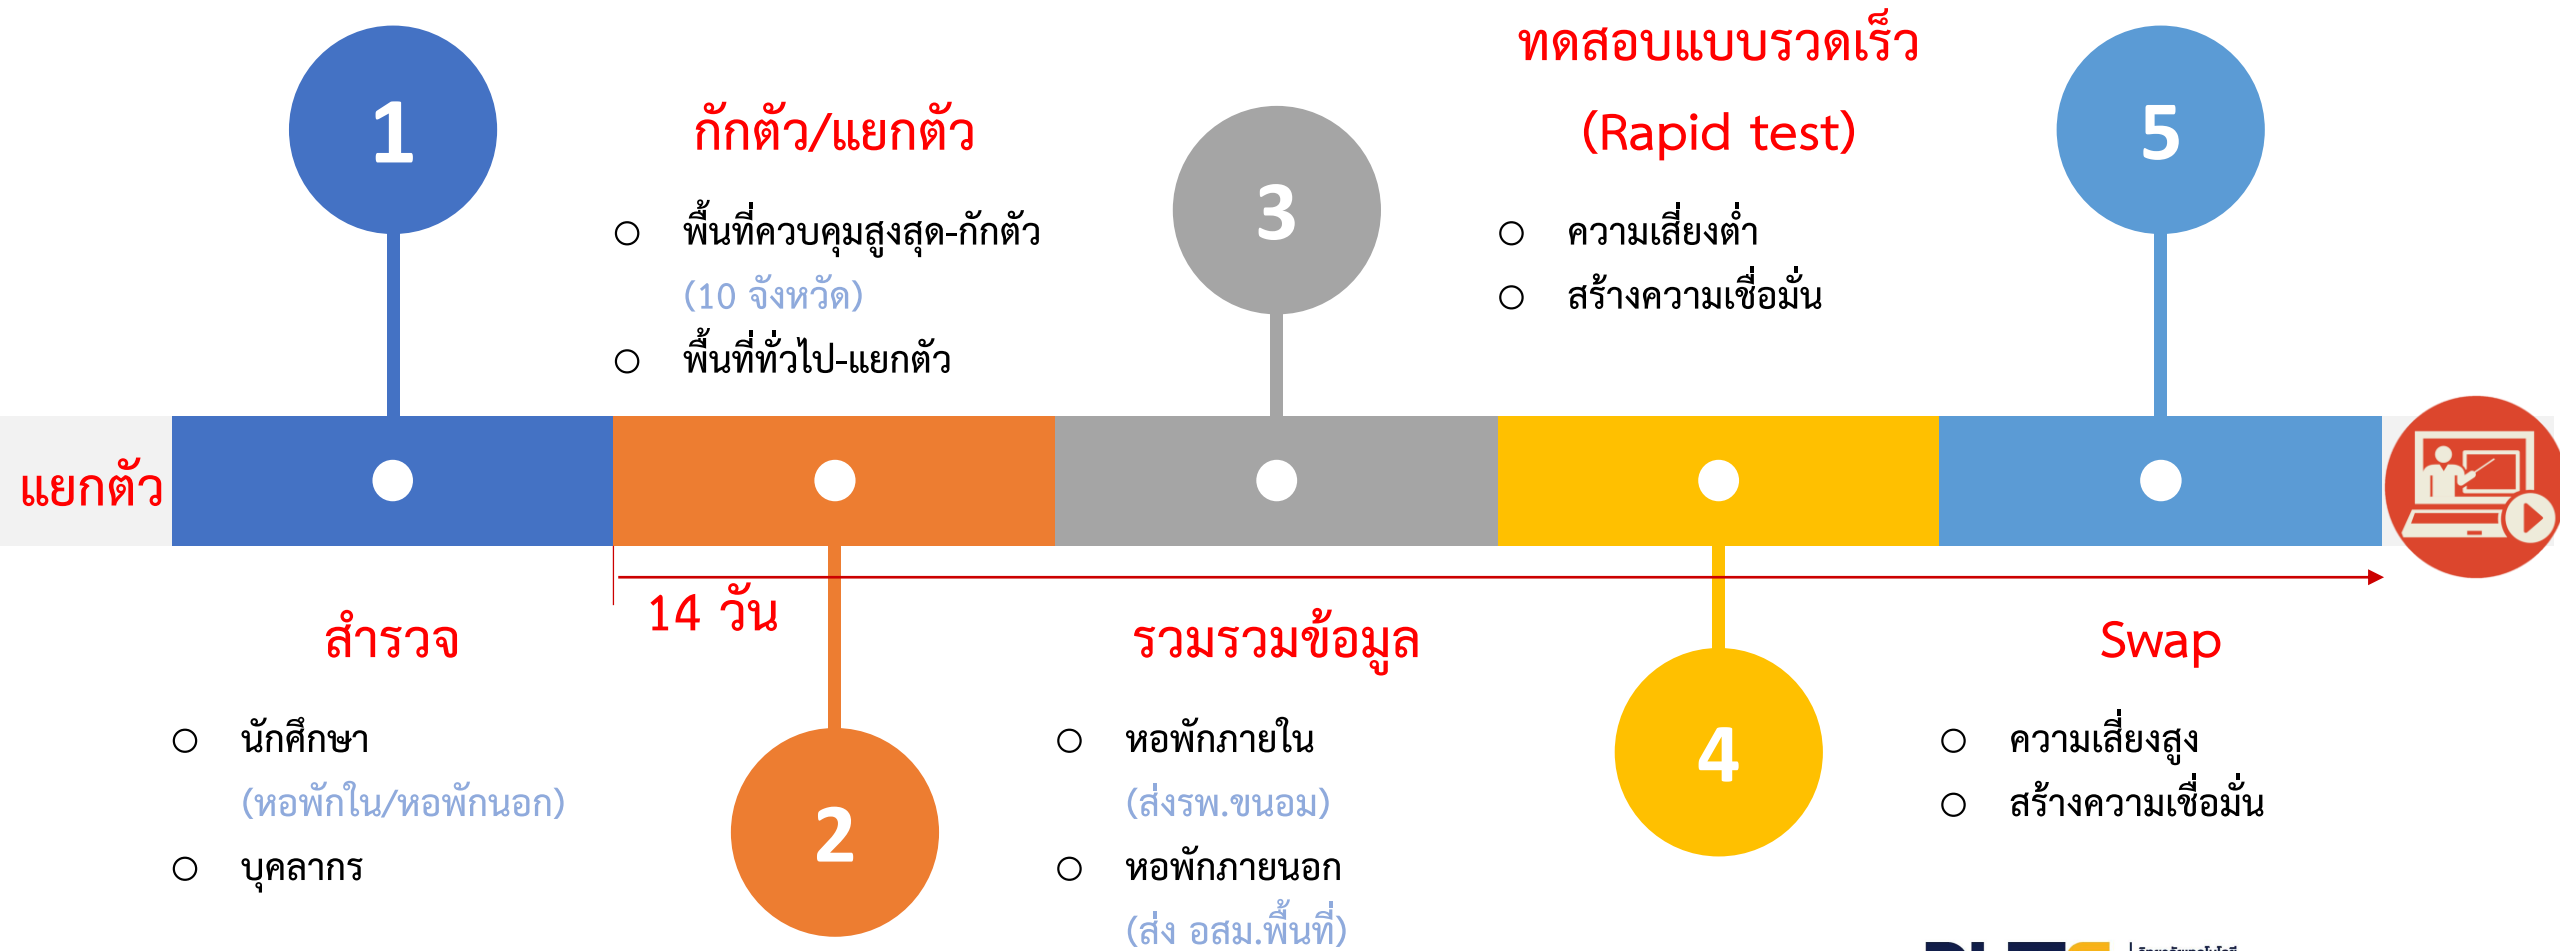 แยกตัว
1
สำรวจ
นักศึกษา
(หอพักใน/หอพักนอก)
บุคลากร
กักตัว/แยกตัว
พื้นที่ควบคุมสูงสุด-กักตัว
(10 จังหวัด)
พื้นที่ทั่วไป-แยกตัว
14 วัน
2
3
รวมรวมข้อมูล
หอพักภายใน
(ส่งรพ.ขนอม)
หอพักภายนอก
(ส่ง อสม.พื้นที่)
ทดสอบแบบรวดเร็ว
(Rapid test)
ความเสี่ยงต่ำ
สร้างความเชื่อมั่น
4
5
Swap
ความเสี่ยงสูง
สร้างความเชื่อมั่น